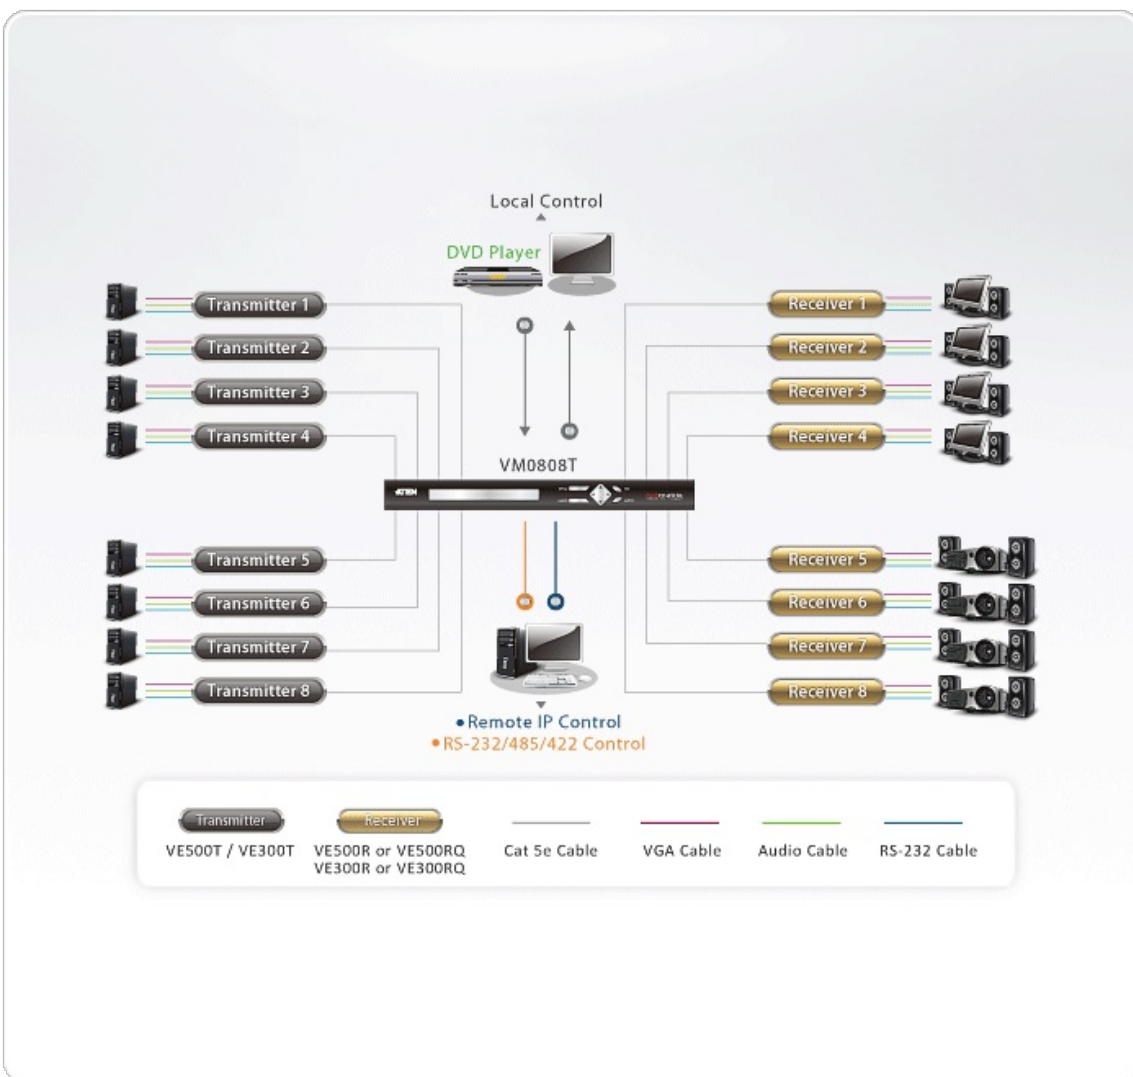 Local Control
DVD Player
Transmitter 1
Transmitter 2
Transmitter 3
Transmitter 4
Receiver 1
Receiver 2
Receiver 3
Receiver 4
VM0808T
ATEN
Transmitter 5
Transmitter 6
Transmitter 7
Transmitter 8
Receiver 5
Receiver 6
Receiver 7
Receiver 8
• Remote IP Control
• RS-232/485/422 Control
Transmitter
VE500T / VE300T
Receiver
VE500R or VE500RQ
VE300R or VE300RQ
Cat 5e Cable
VGA Cable
Audio Cable
RS-232 Cable